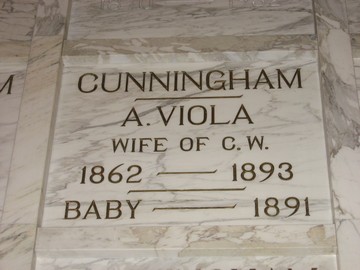 CUNNINGHAM
A. VIOLA
WIFE OF C.W.
1862 — 1893
BABY — 1891